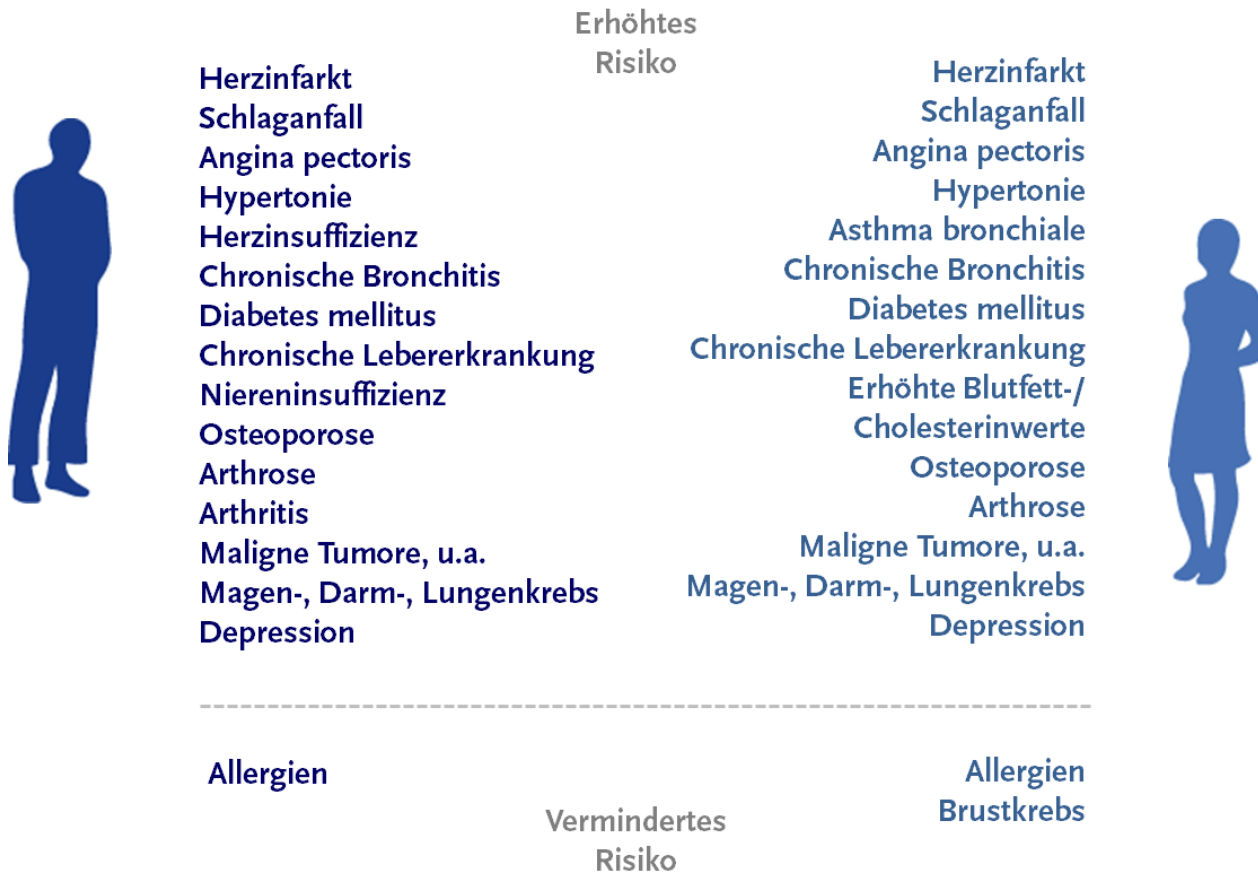 Erhöhtes
Risiko
Herzinfarkt
Schlaganfall
Angina pectoris
Hypertonie
Herzinsuffizienz
Chronische Bronchitis
Diabetes mellitus
Chronische Lebererkrankung
Niereninsuffizienz
Osteoporose
Arthrose
Arthritis
Maligne Tumore, u.a.
Magen-, Darm-, Lungenkrebs
Depression
Herzinfarkt
Schlaganfall
Angina pectoris
Hypertonie
Asthma bronchiale
Chronische Bronchitis
Diabetes mellitus
Chronische Lebererkrankung
Erhöhte Blutfett-/
Cholesterinwerte
Osteoporose
Arthrose
Maligne Tumore, u.a.
Magen-, Darm-, Lungenkrebs
Depression
Allergien
Allergien
Brustkrebs
Vermindertes
Risiko